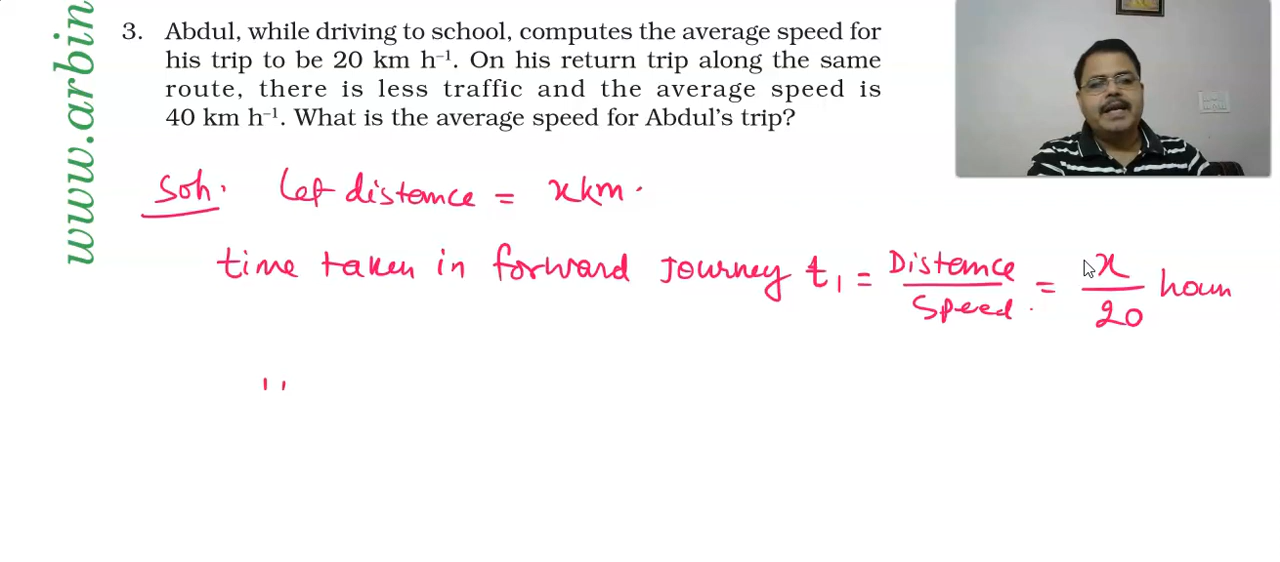 www.arbin
3. Abdul, while driving to school, computes the average speed for
his trip to be 20 km h⁻¹. On his return trip along the same
route, there is less traffic and the average speed is
40 km h⁻¹. What is the average speed for Abdul's trip?
Soln. Let distance = x km.
time taken in forward Journey t₁ = Distance/Speed = x/20 hour
"